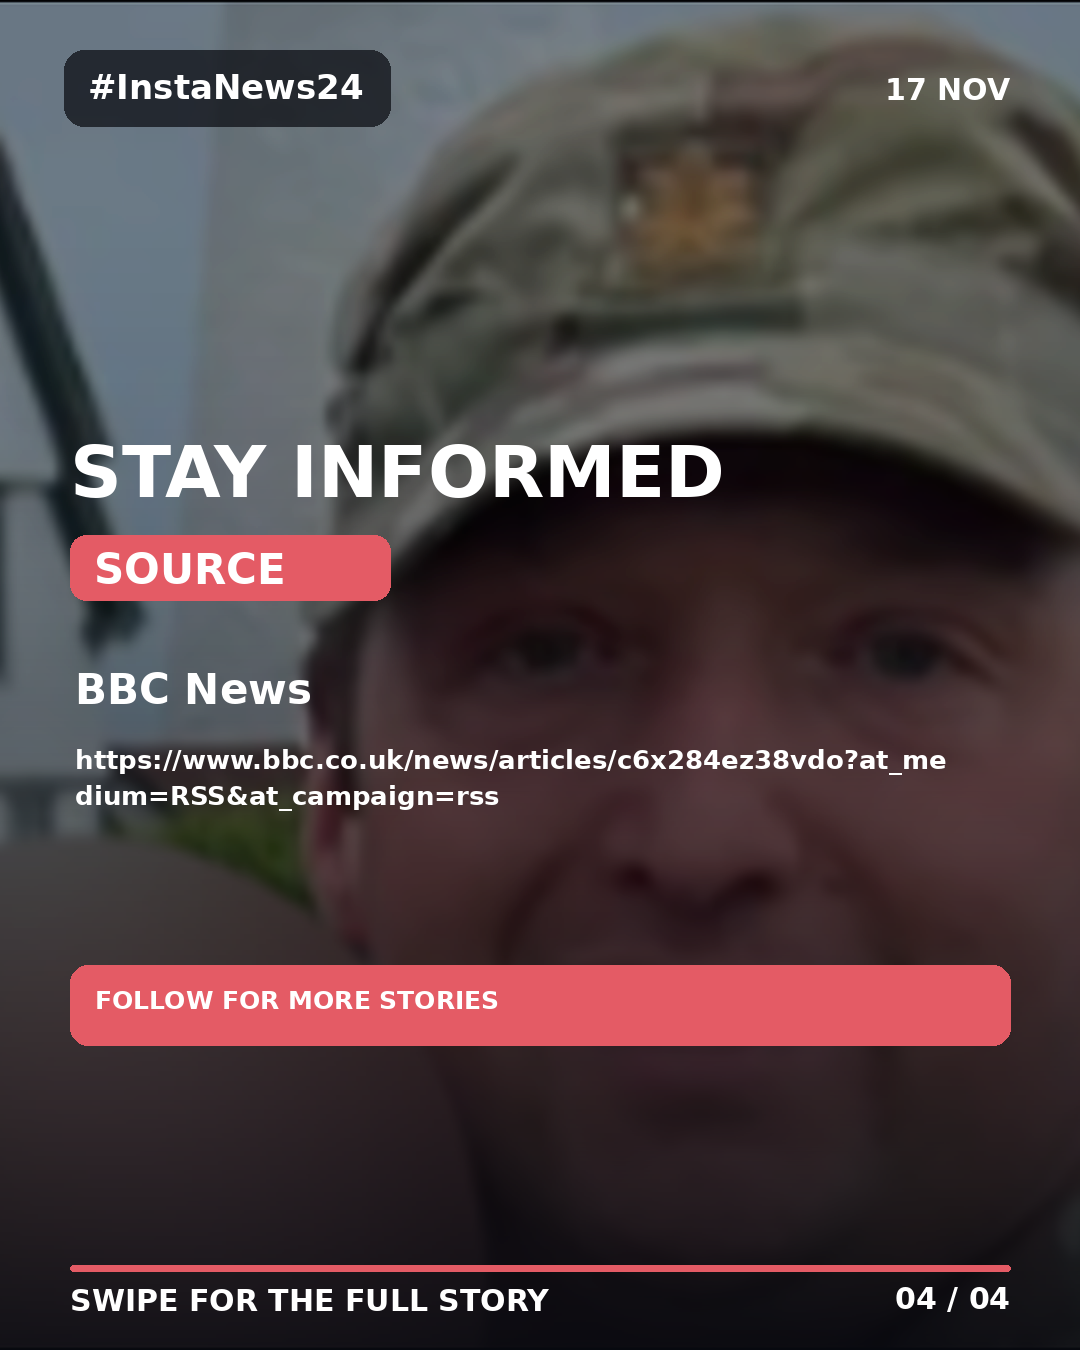 #InstaNews24
17 NOV
STAY INFORMED
SOURCE
BBC News
https://www.bbc.co.uk/news/articles/c6x284ez38vdo?at_me
dium=RSS&at_campaign=rss
FOLLOW FOR MORE STORIES
SWIPE FOR THE FULL STORY
04 / 04